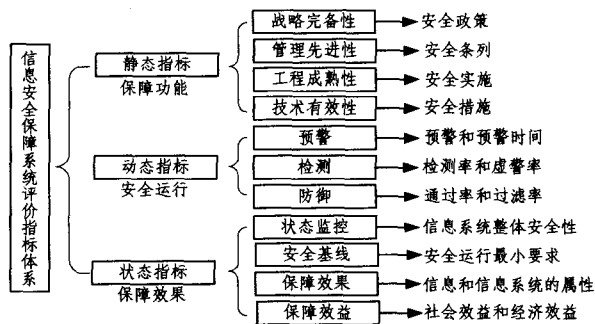 信息安全保障系统评价指标体系
静态指标
保障功能
战略完备性
安全政策
管理先进性
安全条列
工程成熟性
安全实施
技术有效性
安全措施
动态指标
安全运行
预警
预警和预警时间
检测
检测率和虚警率
防御
通过率和过滤率
状态指标
保障效果
状态监控
信息系统整体安全性
安全基线
安全运行最小要求
保障效果
信息和信息系统的属性
保障效益
社会效益和经济效益